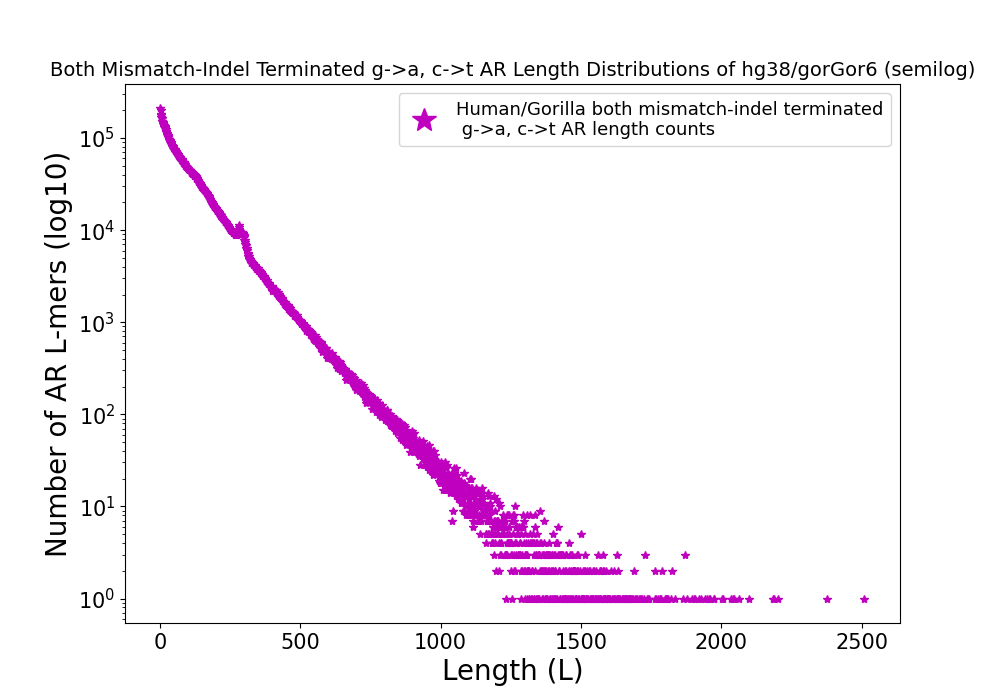 Both Mismatch-Indel Terminated g->a, c->t AR Length Distributions of hg38/gorGor6 (semilog)
Human/Gorilla both mismatch-indel terminated
g->a, c->t AR length counts
Number of AR L-mers (log10)
10^5
10^4
10^3
10^2
10^1
10^0
0 500 1000 1500 2000 2500
Length (L)